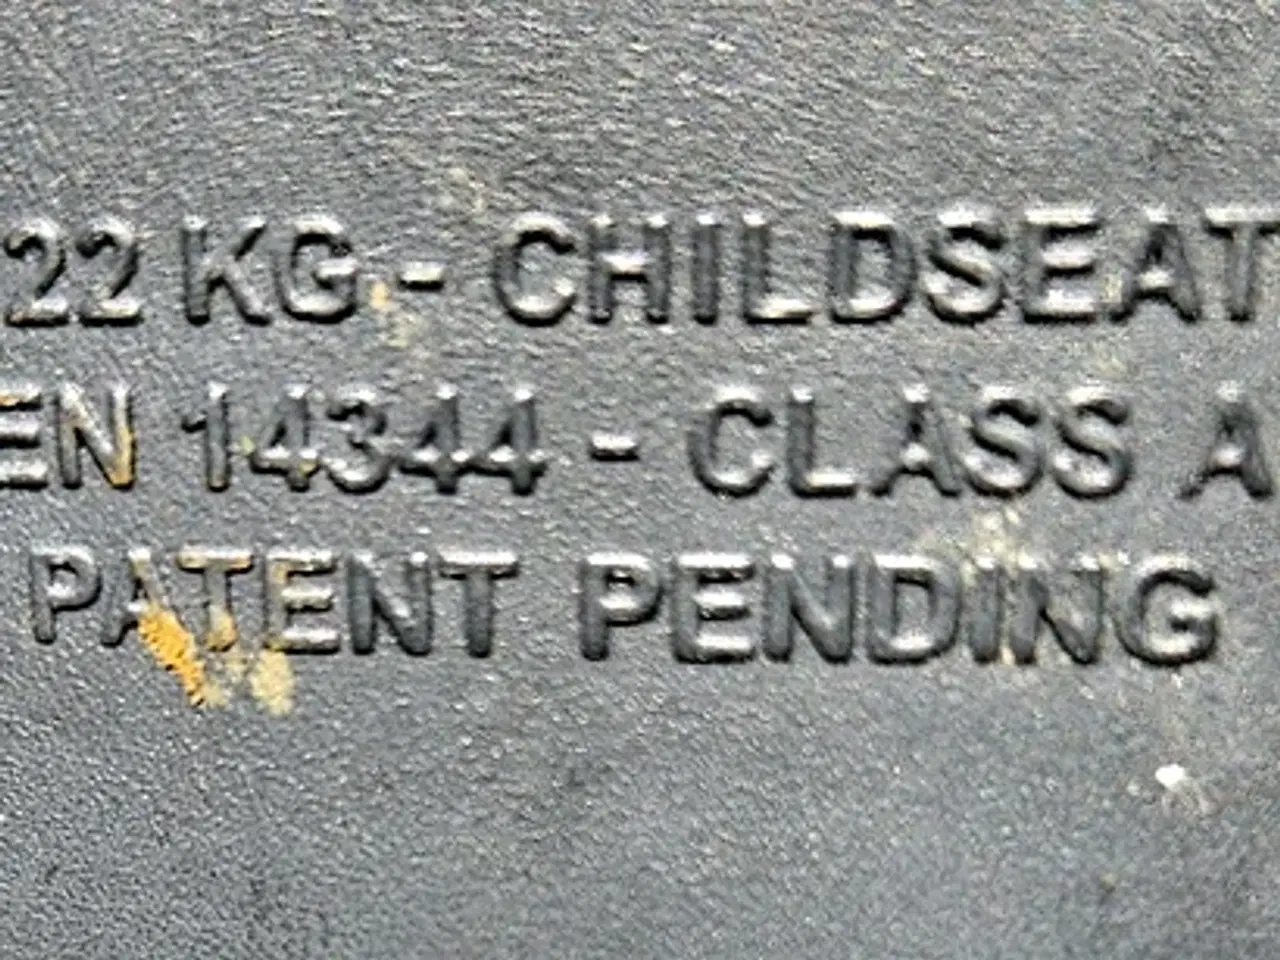 22 KG - CHILDSEAT
EN 14344 - CLASS A
PATENT PENDING